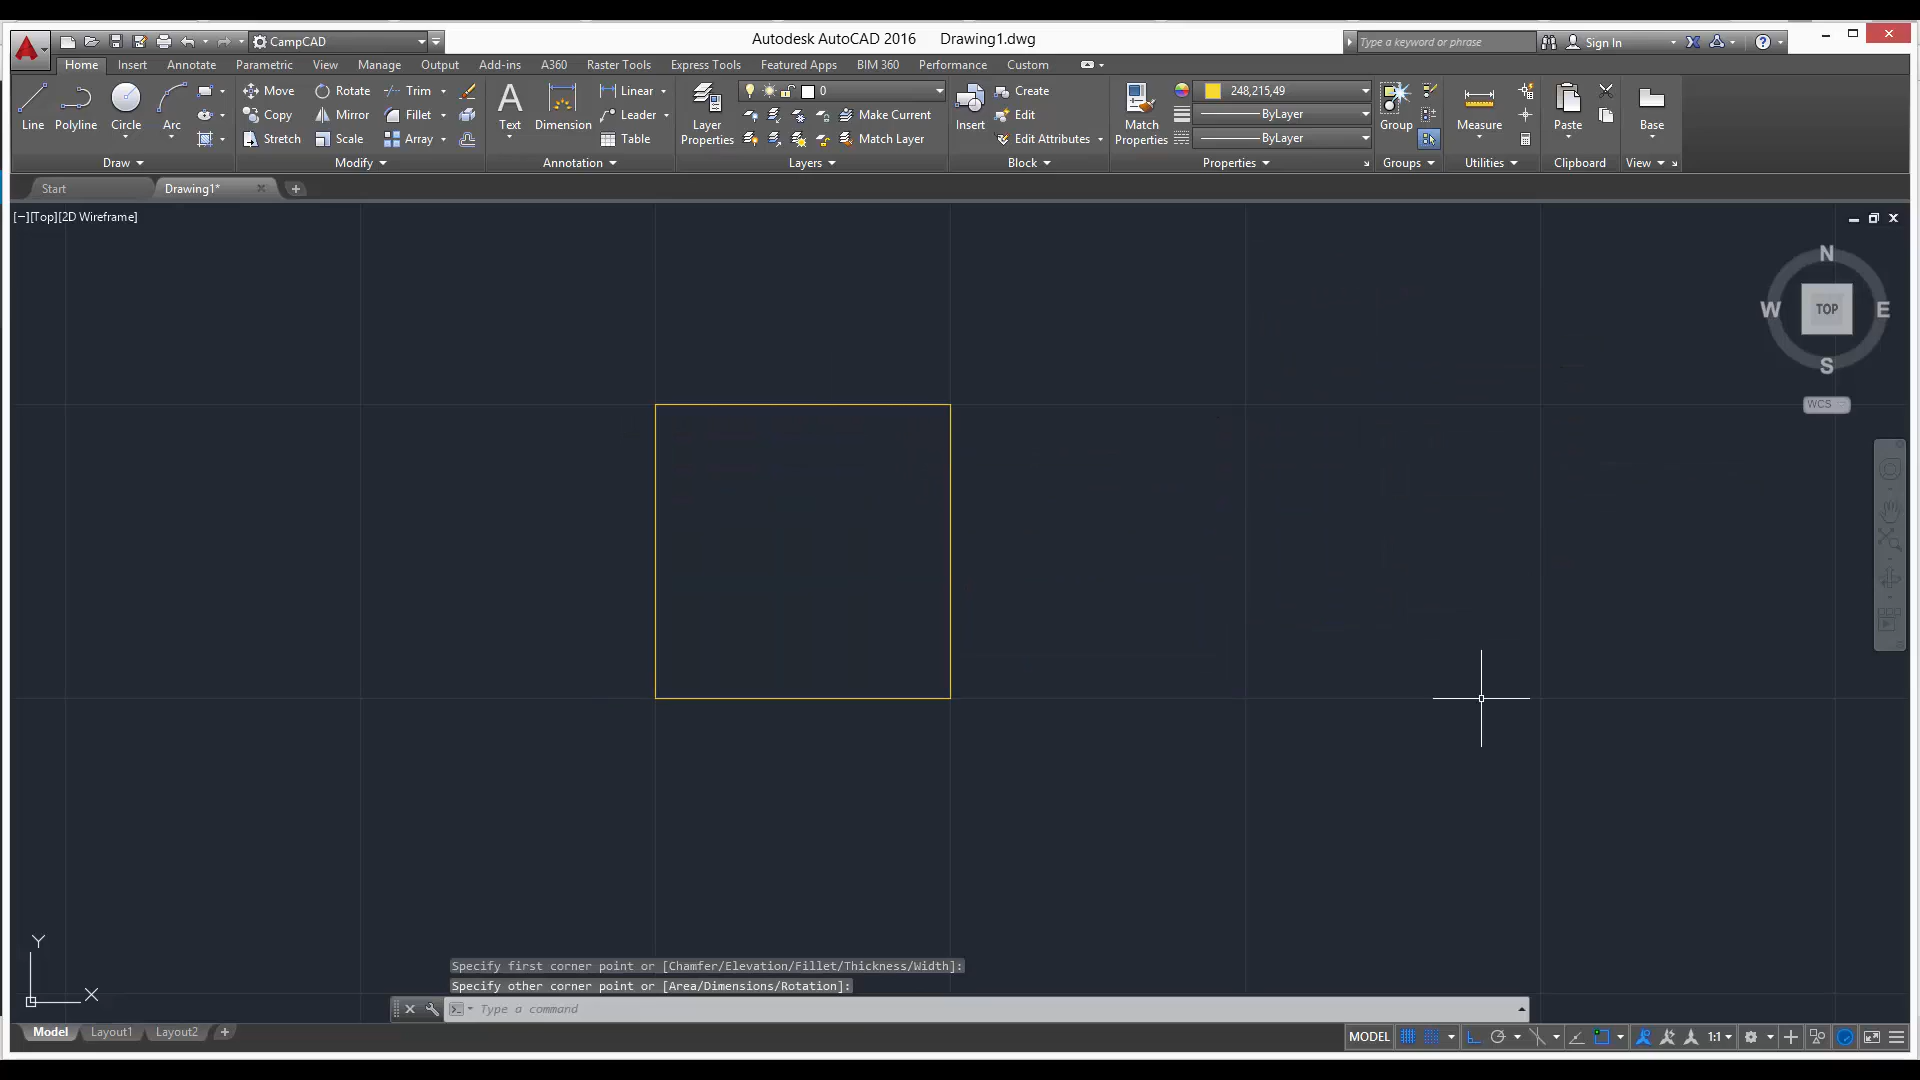 CampCAD
Autodesk AutoCAD 2016 Drawing1.dwg
Type a keyword or phrase
Sign In
Home Insert Annotate Parametric View Manage Output Add-ins A360 Raster Tools Express Tools Featured Apps BIM 360 Performance Custom
Move Rotate Trim Linear 0 Create 248,215,49
Line Polyline Circle Arc Copy Mirror Fillet Text Dimension Leader Layer Properties Make Current Insert Edit Match Properties ByLayer Group Measure Paste Base
Stretch Scale Array Table Match Layer Edit Attributes ByLayer
Draw Modify Annotation Layers Block Properties Groups Utilities Clipboard View
Start Drawing1*
[−][Top][2D Wireframe]
N
W TOP E
S
WCS
Y
X
Specify first corner point or [Chamfer/Elevation/Fillet/Thickness/Width]:
Specify other corner point or [Area/Dimensions/Rotation]:
Type a command
Model Layout1 Layout2
MODEL 1:1